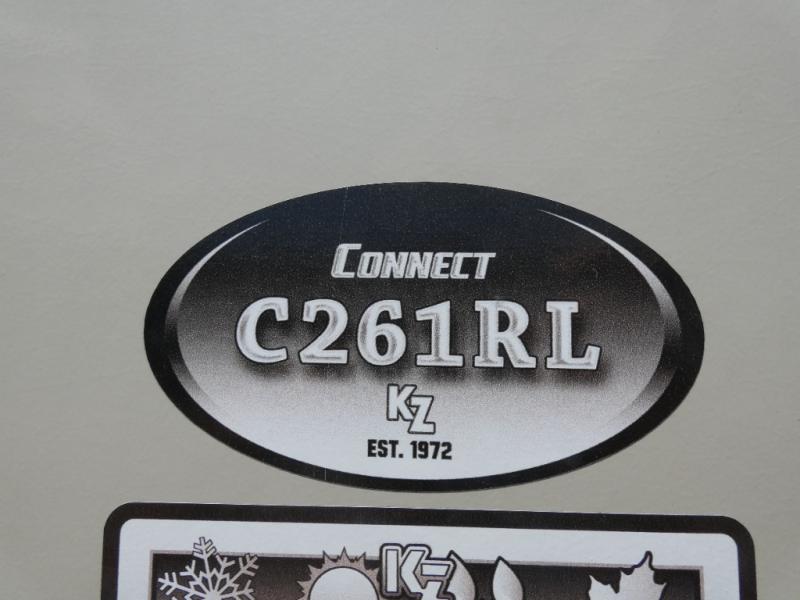 CONNECT
C261RL
KZ
EST. 1972
KZ